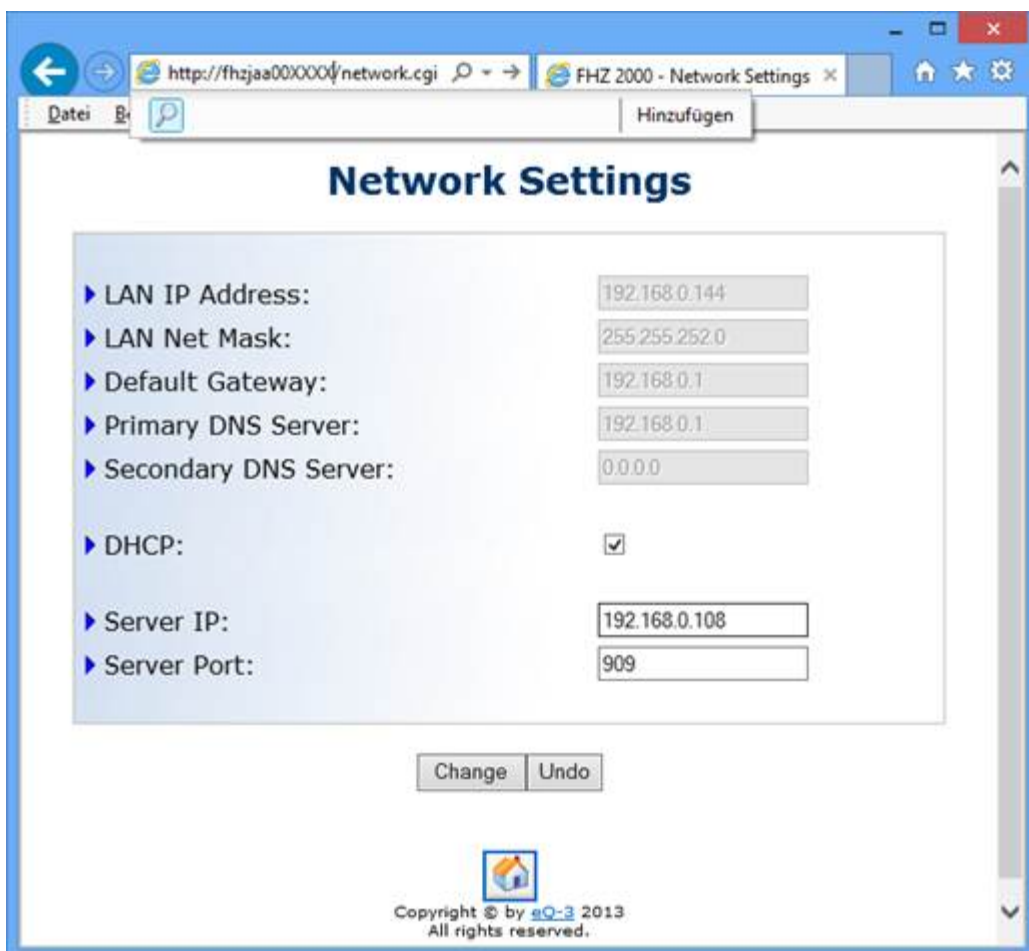 http://fhzjaa00XXXX/network.cgi
FHZ 2000 - Network Settings
Datei
Hinzufügen
Network Settings
LAN IP Address: 192.168.0.144
LAN Net Mask: 255.255.252.0
Default Gateway: 192.168.0.1
Primary DNS Server: 192.168.0.1
Secondary DNS Server: 0.0.0.0
DHCP:
Server IP: 192.168.0.108
Server Port: 909
Change Undo
Copyright © by eQ-3 2013
All rights reserved.